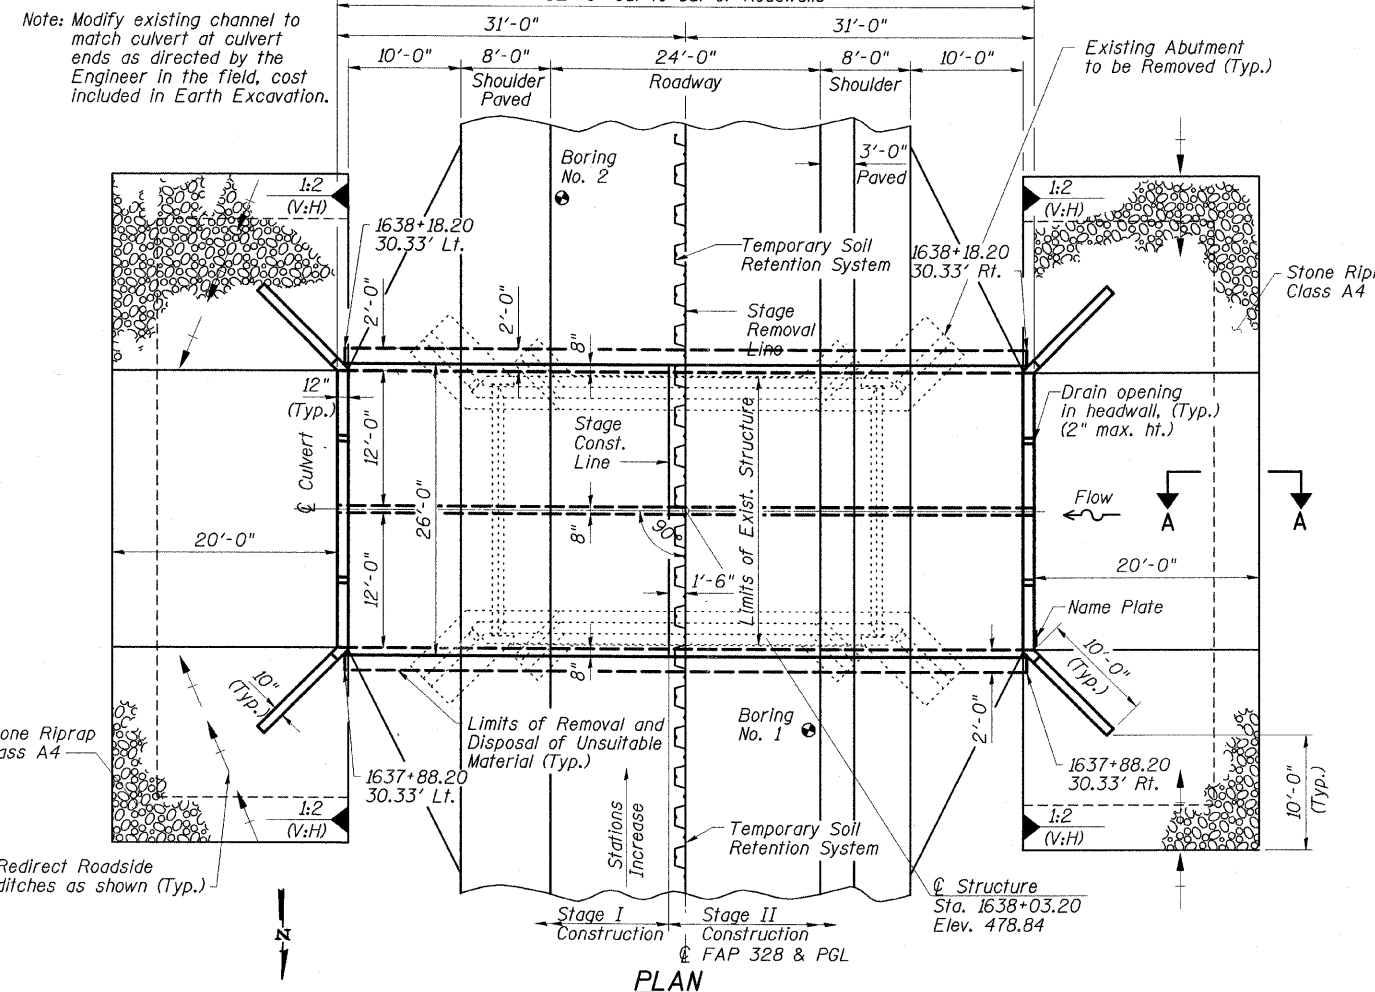 Note: Modify existing channel to
match culvert at culvert
ends as directed by the
Engineer in the field, cost
included in Earth Excavation.
31'-0"
31'-0"
10'-0"
8'-0"
24'-0"
8'-0"
10'-0"
Shoulder
Paved
Roadway
Shoulder
Existing Abutment
to be Removed (Typ.)
3'-0"
Paved
Boring
No. 2
1:2
(V:H)
1:2
(V:H)
1638+18.20
30.33' Lt.
Temporary Soil
Retention System
1638+18.20
30.33' Rt.
Stone Ripr
Class A4
2'-0"
2'-0"
8"
Stage
Removal
Line
12"
(Typ.)
Drain opening
in headwall, (Typ.)
(2" max. ht.)
℄ Culvert
12'-0"
26'-0"
Stage
Const.
Line
Limits of Exist. Structure
Flow
A
A
20'-0"
8"
90°
1'-6"
20'-0"
12'-0"
Name Plate
10'-0"
(Typ.)
10"
(Typ.)
8"
2'-0"
Limits of Removal and
Disposal of Unsuitable
Material (Typ.)
Boring
No. 1
one Riprap
ass A4
1637+88.20
30.33' Lt.
1637+88.20
30.33' Rt.
10'-0"
(Typ.)
1:2
(V:H)
1:2
(V:H)
Stations
Increase
Temporary Soil
Retention System
Redirect Roadside
ditches as shown (Typ.)
℄ Structure
Sta. 1638+03.20
Elev. 478.84
N
Stage I
Construction
Stage II
Construction
℄ FAP 328 & PGL
PLAN